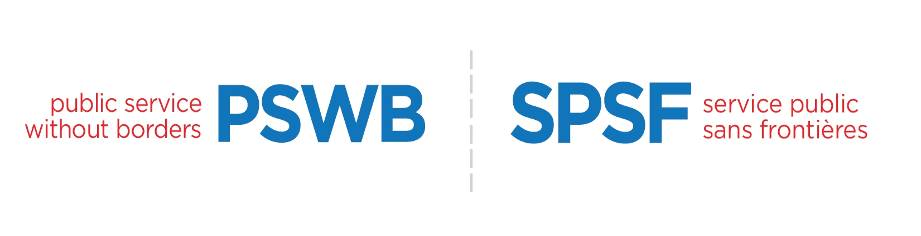 public service
without borders
PSWB
SPSF
service public
sans frontières